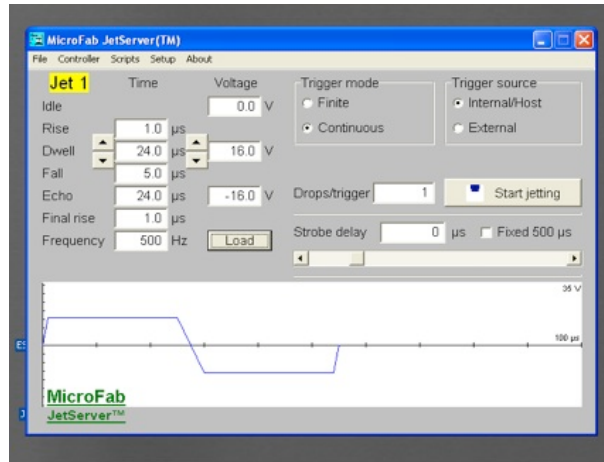 MicroFab JetServer(TM)
File Controller Scripts Setup About
Jet 1 Time Voltage
Idle 0.0 V
Rise 1.0 µs
Dwell 24.0 µs 16.0 V
Fall 5.0 µs
Echo 24.0 µs -16.0 V
Final rise 1.0 µs
Frequency 500 Hz Load
Trigger mode
Finite
Continuous
Trigger source
Internal/Host
External
Drops/trigger 1 Start jetting
Strobe delay 0 µs Fixed 500 µs
35 V
100 µs
MicroFab
JetServer™